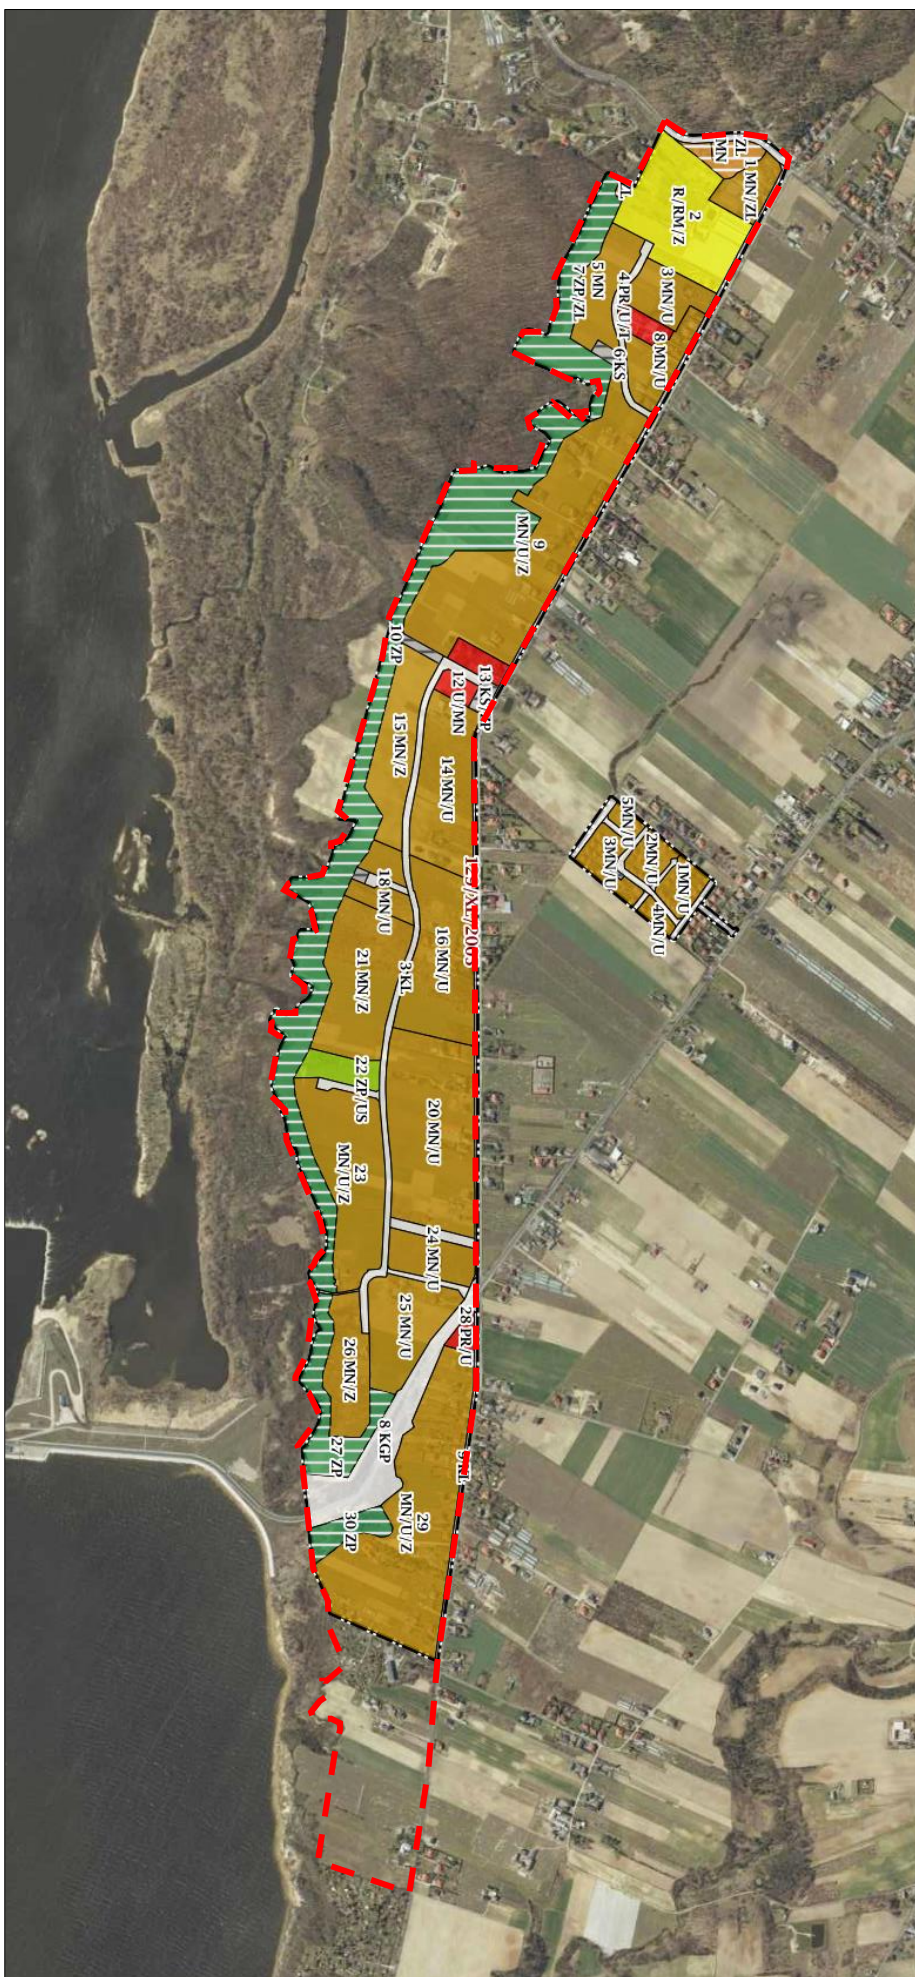 ZL
MN
1 MN/ZL
2
R/RM/Z
ZL
3 MN/U
4 PR/U/T
5 MN
7 ZP/ZL
8 MN/U
6 KS
9
MN/U/Z
10 ZP
13 KS/ZP
12 U/MN
15 MN/Z
14 MN/U
1MN/U
2MN/U
5MN/U
3MN/U
4MN/U
18 MN/U
16 MN/U
3 KL
21 MN/Z
22 ZP/US
20 MN/U
23
MN/U/Z
24 MN/U
28 PR/U
25 MN/U
26 MN/Z
8 KGP
27 ZP
29
MN/U/Z
30 ZP